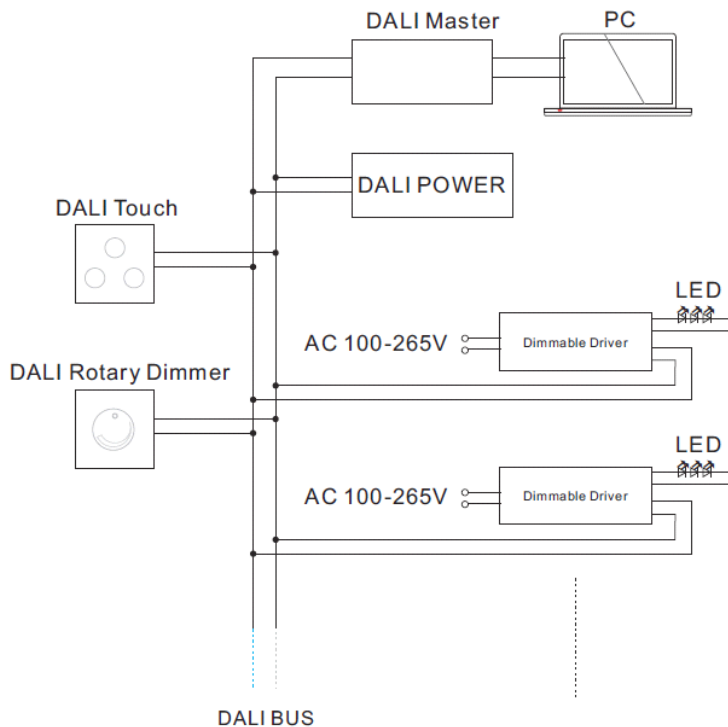 DALI Master
PC
DALI POWER
DALI Touch
LED
AC 100-265V
Dimmable Driver
DALI Rotary Dimmer
LED
AC 100-265V
Dimmable Driver
DALI BUS